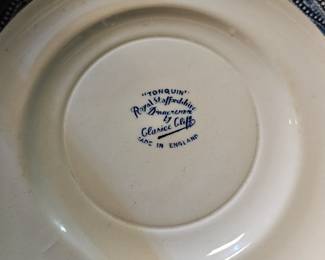 "TONQUIN"
Royal Staffordshire
Dinnerware
by
Clarice Cliff
MADE IN ENGLAND